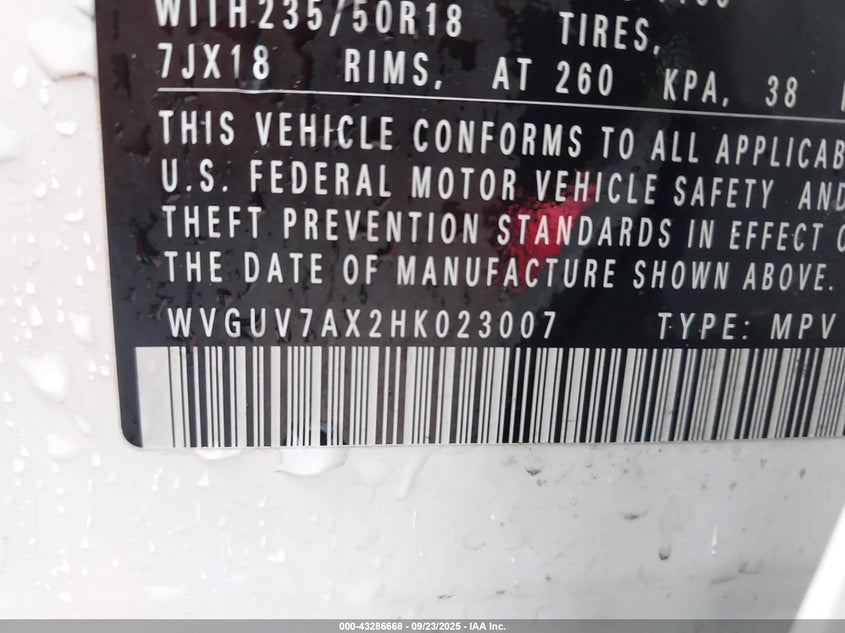 WITH 235/50R18 TIRES,
7JX18 RIMS, AT 260 KPA, 38
THIS VEHICLE CONFORMS TO ALL APPLICAB
U.S. FEDERAL MOTOR VEHICLE SAFETY AND
THEFT PREVENTION STANDARDS IN EFFECT O
THE DATE OF MANUFACTURE SHOWN ABOVE.
WVGUV7AX2HK023007 TYPE: MPV
000-43286668 - 09/23/2025 - IAA Inc.